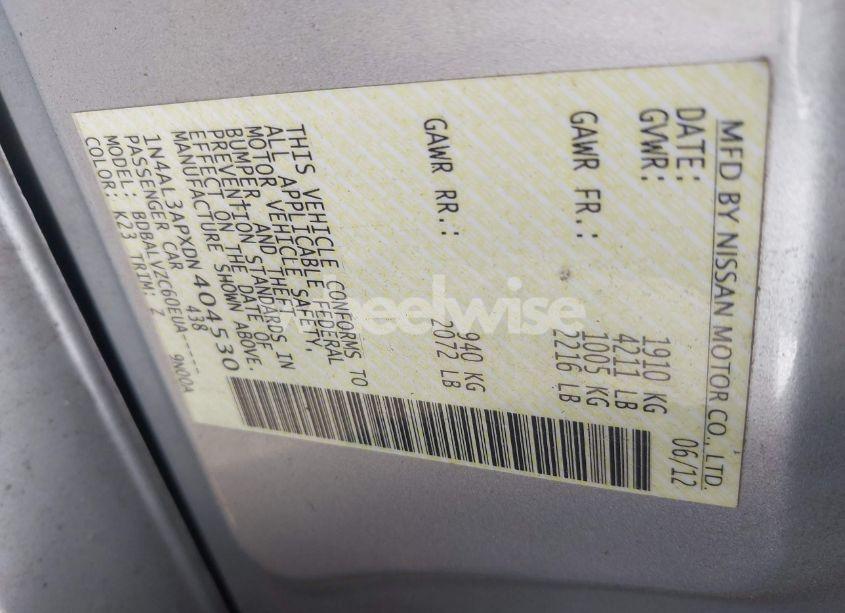 MFD BY NISSAN MOTOR CO., LTD.
DATE: 06/12
GVWR: 1910 KG
4211 LB
GAWR FR.: 1005 KG
2216 LB
GAWR RR.: 940 KG
2072 LB
THIS VEHICLE CONFORMS TO
ALL APPLICABLE FEDERAL
MOTOR VEHICLE SAFETY,
BUMPER, AND THEFT
PREVENTION STANDARDS IN
EFFECT ON THE DATE OF
MANUFACTURE SHOWN ABOVE.
1N4AL3APXDN404530
PASSENGER CAR 438
MODEL: BDBALVZC60EUA-----
COLOR: K23 TRIM: Z 9N00A
wheelwise